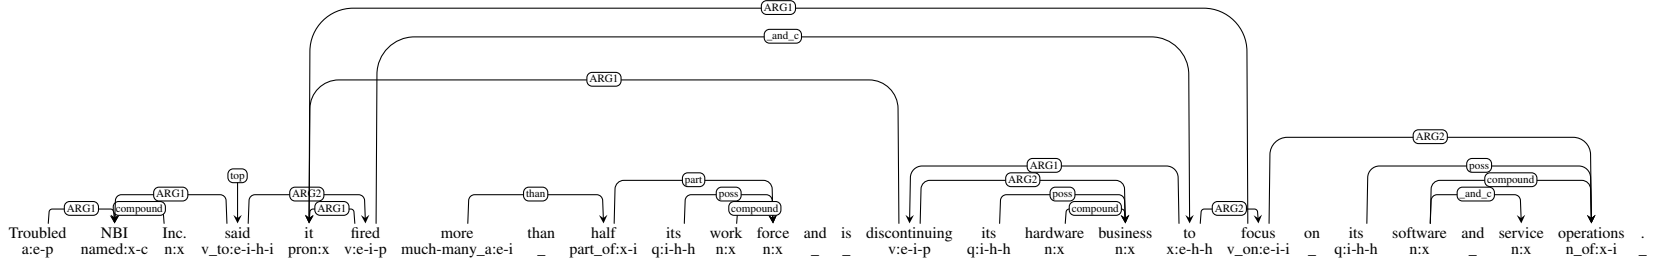 ARG1
_and_c
ARG1
ARG2
top
ARG1 poss
part ARG2 compound
ARG1 ARG2 than poss poss _and_c
ARG1 compound ARG1 compound compound ARG2
Troubled NBI Inc. said it fired more than half its work force and is discontinuing its hardware business to focus on its software and service operations .
a:e-p named:x-c n:x v_to:e-i-h-i pron:x v:e-i-p much-many_a:e-i _ part_of:x-i q:i-h-h n:x n:x _ _ v:e-i-p q:i-h-h n:x n:x x:e-h-h v_on:e-i-i _ q:i-h-h n:x _ n:x n_of:x-i _